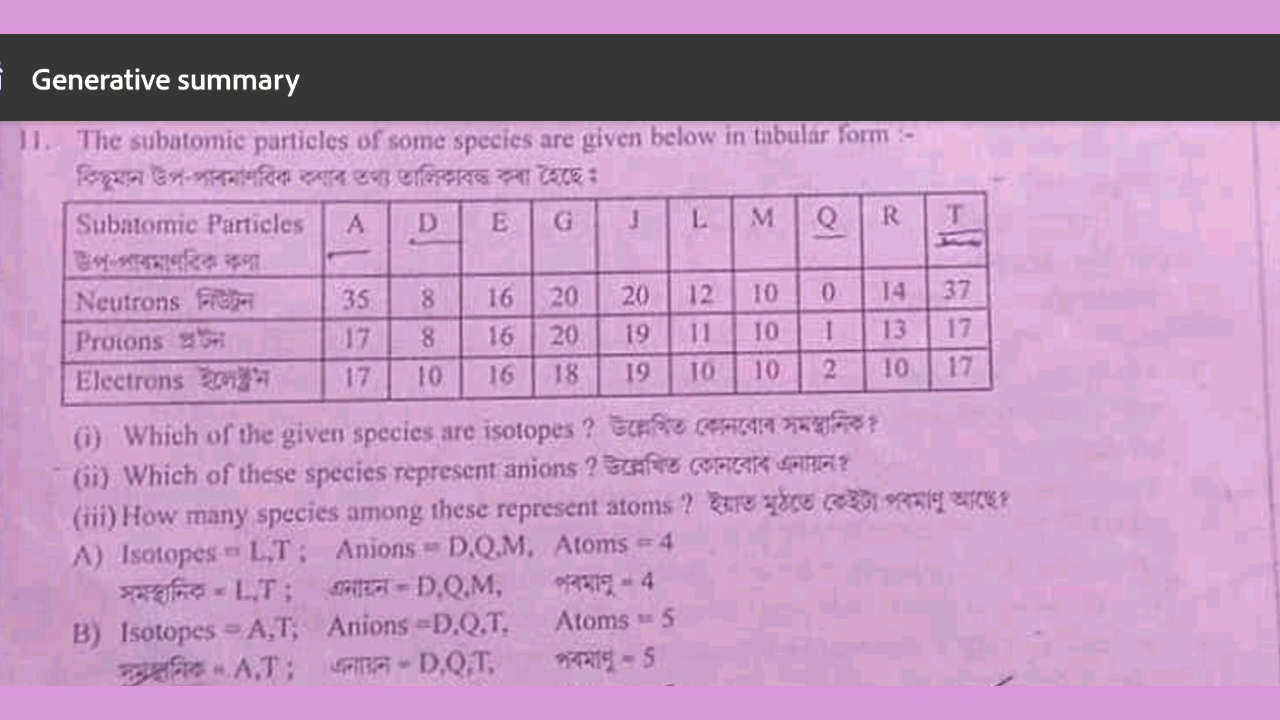 Generative summary
11. The subatomic particles of some species are given below in tabular form :-
কিছুমান উপ-পাৰমাণৱিক কণাৰ তথ্য তালিকাবদ্ধ কৰা হৈছে :
Subatomic Particles A D E G J L M Q R T
উপ-পাৰমাণৱিক কণা
Neutrons নিউট্ৰন 35 8 16 20 20 12 10 0 14 37
Protons প্ৰটন 17 8 16 20 19 11 10 1 13 17
Electrons ইলেক্ট্ৰন 17 10 16 18 19 10 10 2 10 17
(i) Which of the given species are isotopes ? উল্লেখিত কোনবোৰ সমস্থানিক?
(ii) Which of these species represent anions ? উল্লেখিত কোনবোৰ এনায়ন?
(iii) How many species among these represent atoms ? ইয়াত মুঠতে কেইটা পৰমাণু আছে?
A) Isotopes = L,T ; Anions = D,Q,M, Atoms = 4
সমস্থানিক = L,T ; এনায়ন = D,Q,M, পৰমাণু = 4
B) Isotopes = A,T; Anions =D,Q,T, Atoms = 5
সমস্থানিক = A,T ; এনায়ন = D,Q,T, পৰমাণু = 5